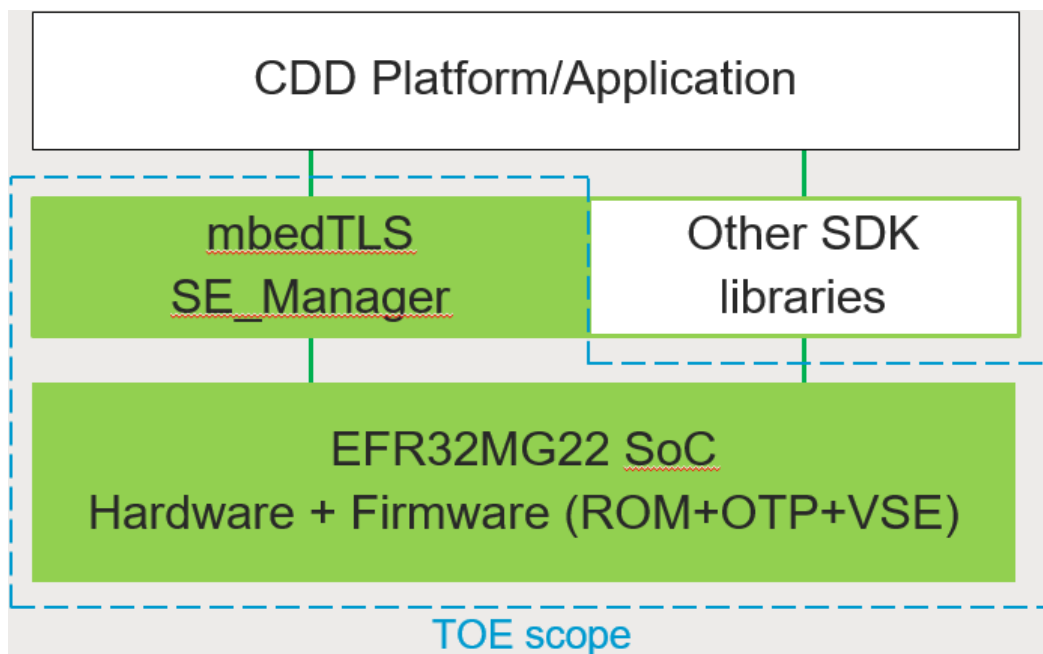 CDD Platform/Application
mbedTLS
SE_Manager
Other SDK
libraries
EFR32MG22 SoC
Hardware + Firmware (ROM+OTP+VSE)
TOE scope